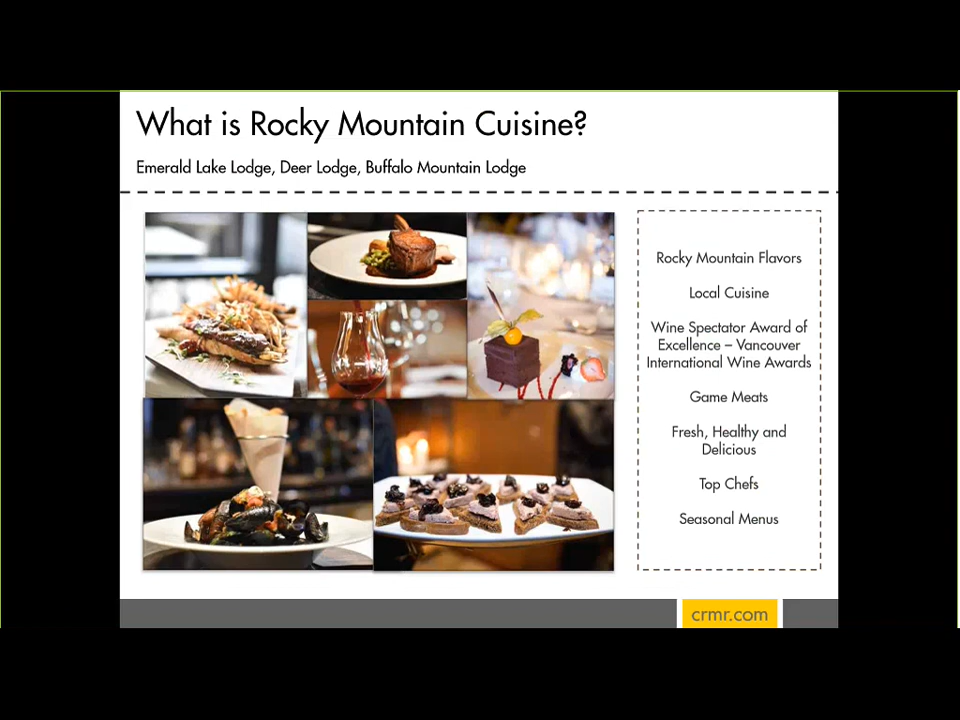 What is Rocky Mountain Cuisine?
Emerald Lake Lodge, Deer Lodge, Buffalo Mountain Lodge
Rocky Mountain Flavors
Local Cuisine
Wine Spectator Award of
Excellence – Vancouver
International Wine Awards
Game Meats
Fresh, Healthy and
Delicious
Top Chefs
Seasonal Menus
crmr.com